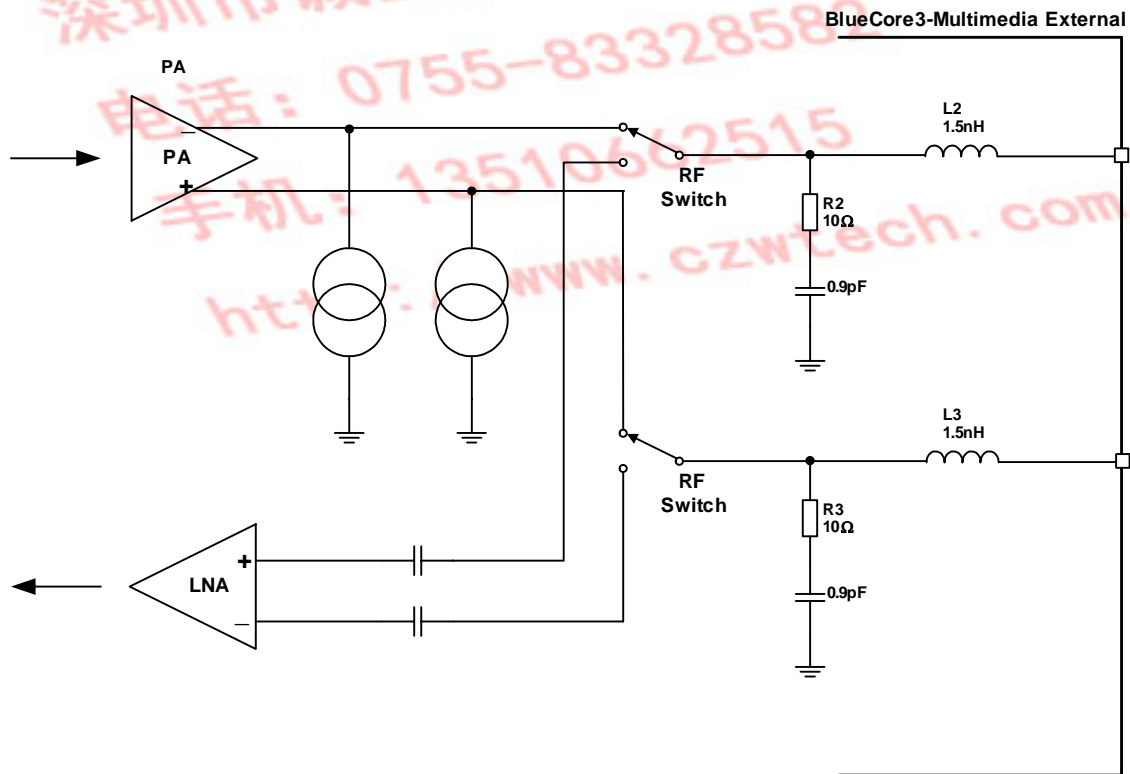 BlueCore3-Multimedia External
PA
PA
−
+
RF
Switch
L2
1.5nH
R2
10Ω
0.9pF
RF
Switch
L3
1.5nH
R3
10Ω
0.9pF
LNA
+
−
深圳市
电话：0755-83328582
手机：13510662515
http://www.czwtech.com